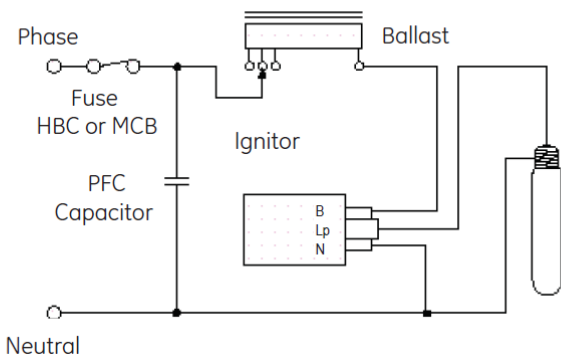 Phase
Ballast
Fuse
HBC or MCB
Ignitor
PFC
Capacitor
B
Lp
N
Neutral